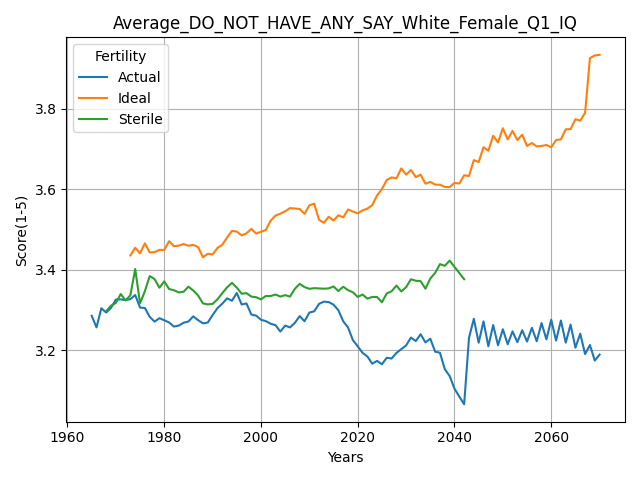 Average_DO_NOT_HAVE_ANY_SAY_White_Female_Q1_IQ
Fertility
Actual
Ideal
Sterile
Score(1-5)
3.8
3.6
3.4
3.2
1960 1980 2000 2020 2040 2060
Years